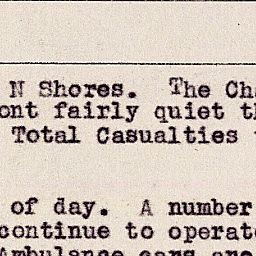 N Shores. The Cha
ont fairly quiet th
Total Casualties
of day. A number
continue to operate
Ambulance cars are